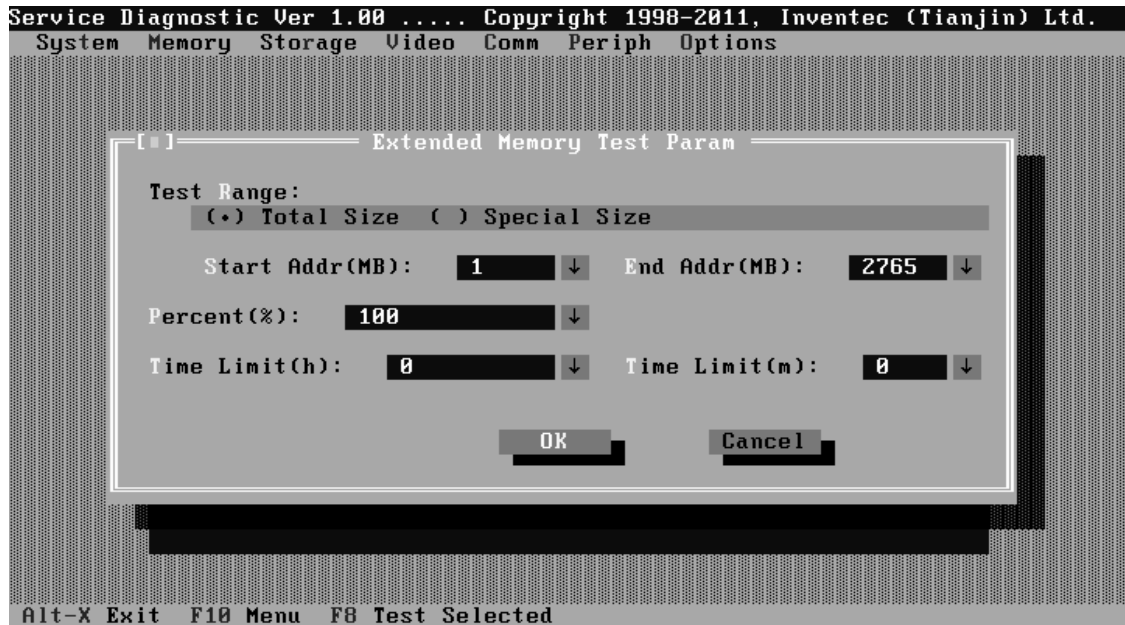 Service Diagnostic Ver 1.00 ..... Copyright 1998-2011, Inventec (Tianjin) Ltd.
System Memory Storage Video Comm Periph Options
[■] Extended Memory Test Param
Test Range:
(•) Total Size ( ) Special Size
Start Addr(MB): 1 ↓ End Addr(MB): 2765 ↓
Percent(%): 100 ↓
Time Limit(h): 0 ↓ Time Limit(m): 0 ↓
OK Cancel
Alt-X Exit F10 Menu F8 Test Selected